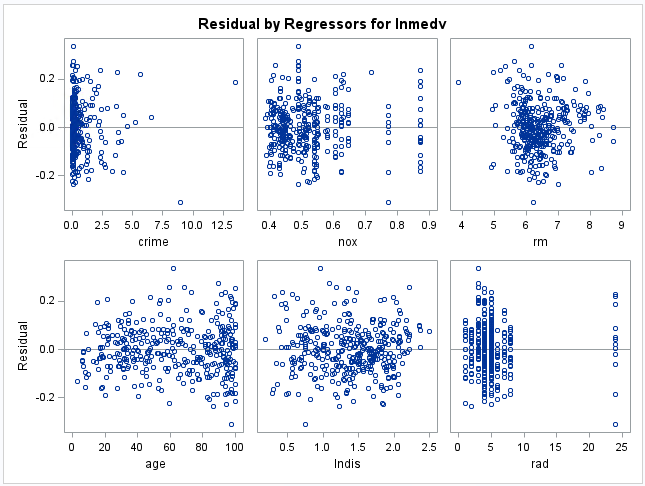 Residual by Regressors for lnmedv
Residual
0.2
0.0
-0.2
0.0 2.5 5.0 7.5 10.0 12.5
crime
0.4 0.5 0.6 0.7 0.8 0.9
nox
4 5 6 7 8 9
rm
Residual
0.2
0.0
-0.2
0 20 40 60 80 100
age
0.5 1.0 1.5 2.0 2.5
lndis
0 5 10 15 20 25
rad